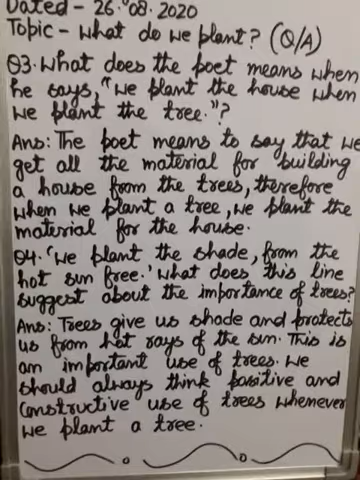 Dated - 26.08.2020
Topic - What do we plant? (Q/A)
Q3. What does the poet means when
he says, "we plant the house when
we plant the tree."?
Ans: The poet means to say that we
get all the material for building
a house from the trees, therefore
when we plant a tree, we plant the
material for the house.
Q4. 'We plant the shade, from the
hot sun free.' What does this line
suggest about the importance of trees?
Ans: Trees give us shade and protects
us from hot rays of the sun. This is
an important use of trees. We
should always think positive and
constructive use of trees whenever
we plant a tree.